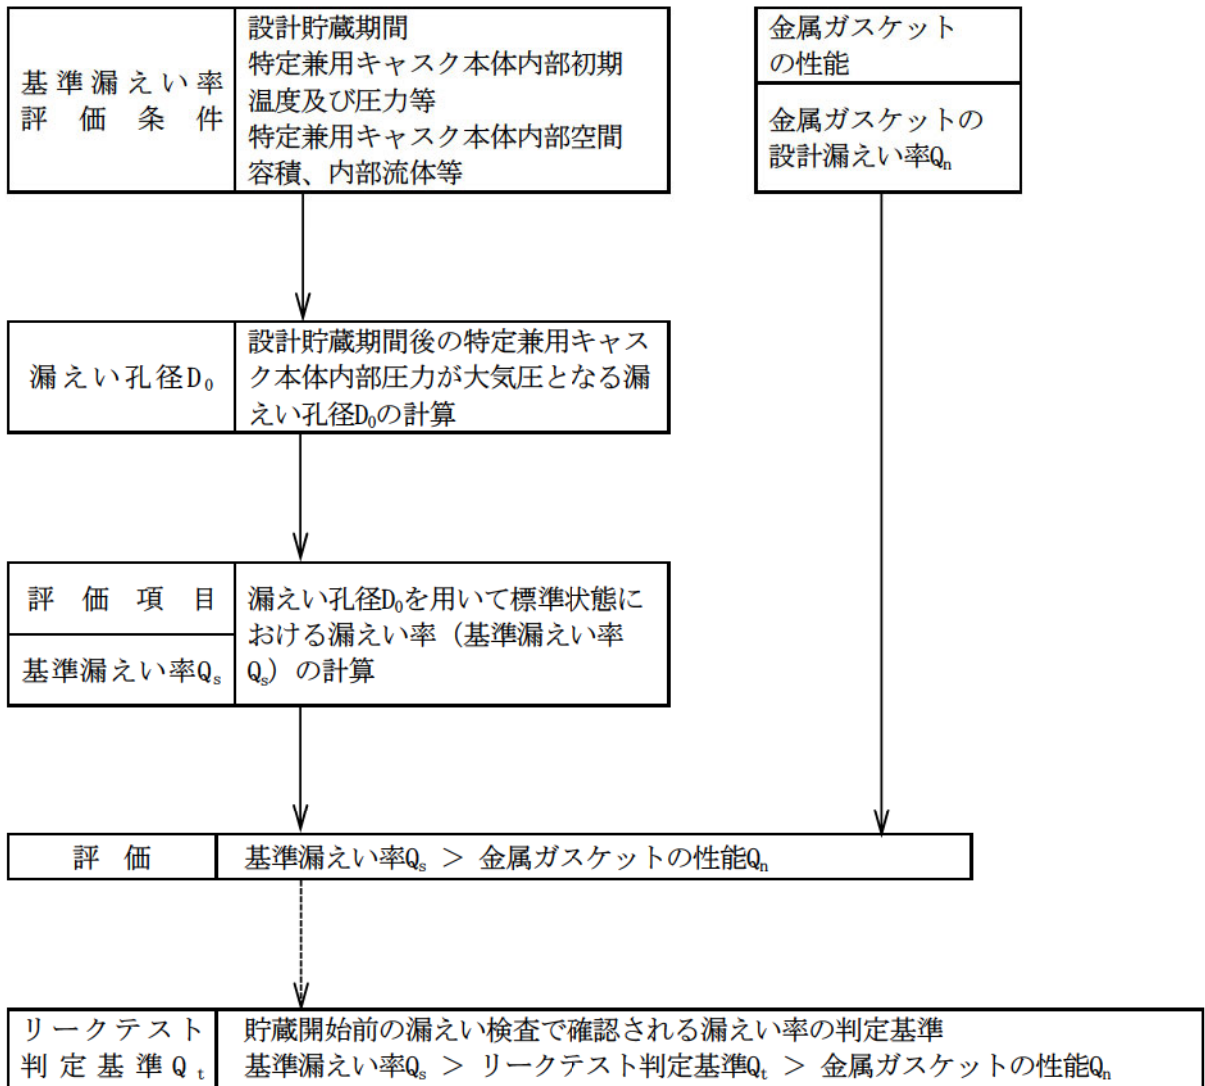 基準漏えい率
評価条件
設計貯蔵期間
特定兼用キャスク本体内部初期
温度及び圧力等
特定兼用キャスク本体内部空間
容積、内部流体等
金属ガスケット
の性能
金属ガスケットの
設計漏えい率Qn
漏えい孔径D0
設計貯蔵期間後の特定兼用キャス
ク本体内部圧力が大気圧となる漏
えい孔径D0の計算
評価項目
基準漏えい率Qs
漏えい孔径D0を用いて標準状態に
おける漏えい率（基準漏えい率
Qs）の計算
評価
基準漏えい率Qs ＞ 金属ガスケットの性能Qn
リークテスト
判定基準Qt
貯蔵開始前の漏えい検査で確認される漏えい率の判定基準
基準漏えい率Qs ＞ リークテスト判定基準Qt ＞ 金属ガスケットの性能Qn